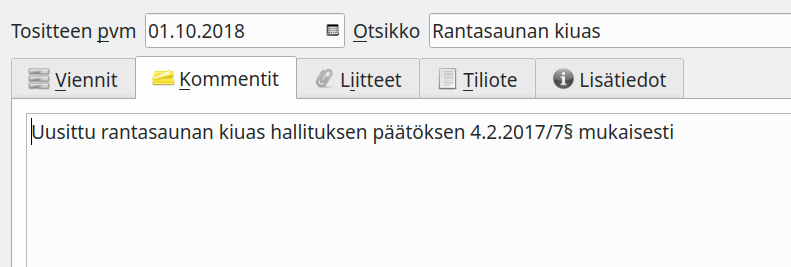 Tositteen pvm 01.10.2018 Otsikko Rantasaunan kiuas
Viennit Kommentit Liitteet Tiliote Lisätiedot
Uusittu rantasaunan kiuas hallituksen päätöksen 4.2.2017/7§ mukaisesti